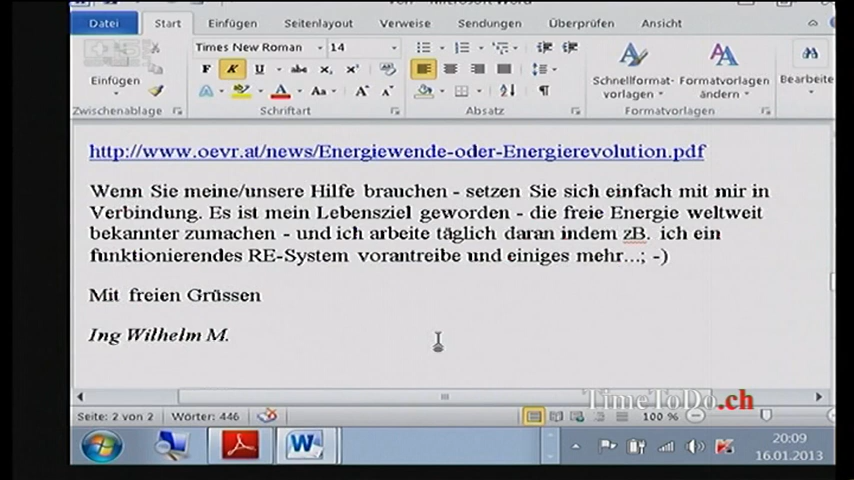 Datei Start Einfügen Seitenlayout Verweise Sendungen Überprüfen Ansicht
Times New Roman 14
Einfügen
F K U abc x, x²
Schnellformat- Formatvorlagen Bearbeite
vorlagen ändern
Zwischenablage Schriftart Absatz Formatvorlagen
http://www.oevr.at/news/Energiewende-oder-Energierevolution.pdf
Wenn Sie meine/unsere Hilfe brauchen - setzen Sie sich einfach mit mir in
Verbindung. Es ist mein Lebensziel geworden - die freie Energie weltweit
bekannter zumachen - und ich arbeite täglich daran indem zB. ich ein
funktionierendes RE-System vorantreibe und einiges mehr...; -)
Mit freien Grüssen
Ing Wilhelm M.
TimeToDo.ch
Seite: 2 von 2 Wörter: 446 100 %
20:09
16.01.2013